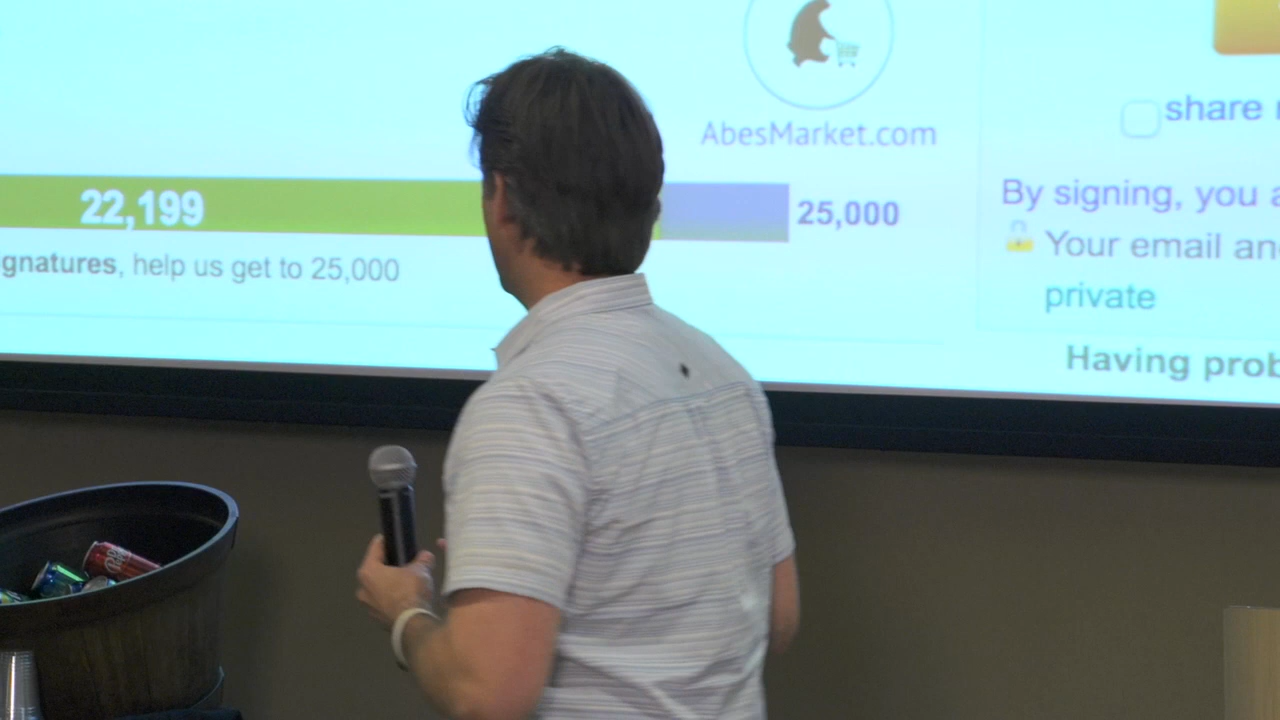 AbesMarket.com
share
22,199
25,000
gnatures, help us get to 25,000
By signing, you a
Your email an
private
Having prob